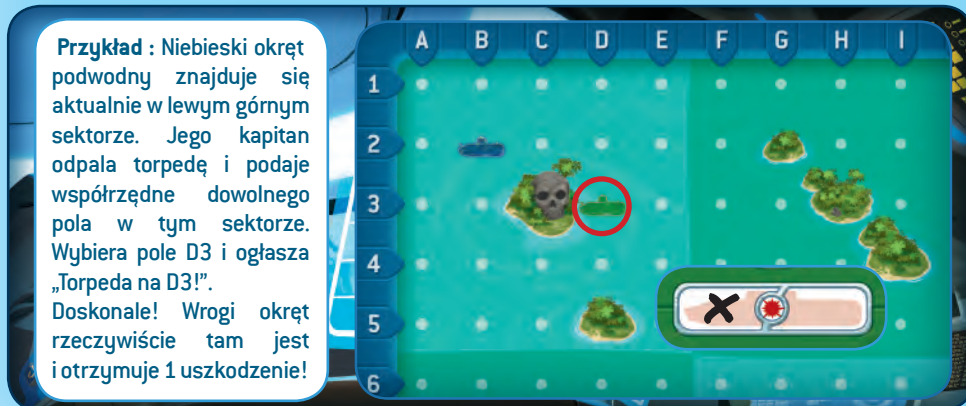 Przykład : Niebieski okręt
podwodny znajduje się
aktualnie w lewym górnym
sektorze. Jego kapitan
odpala torpedę i podaje
współrzędne dowolnego
pola w tym sektorze.
Wybiera pole D3 i ogłasza
„Torpeda na D3!”.
Doskonale! Wrogi okręt
rzeczywiście tam jest
i otrzymuje 1 uszkodzenie!
A B C D E F G H I
1
2
3
4
5
6